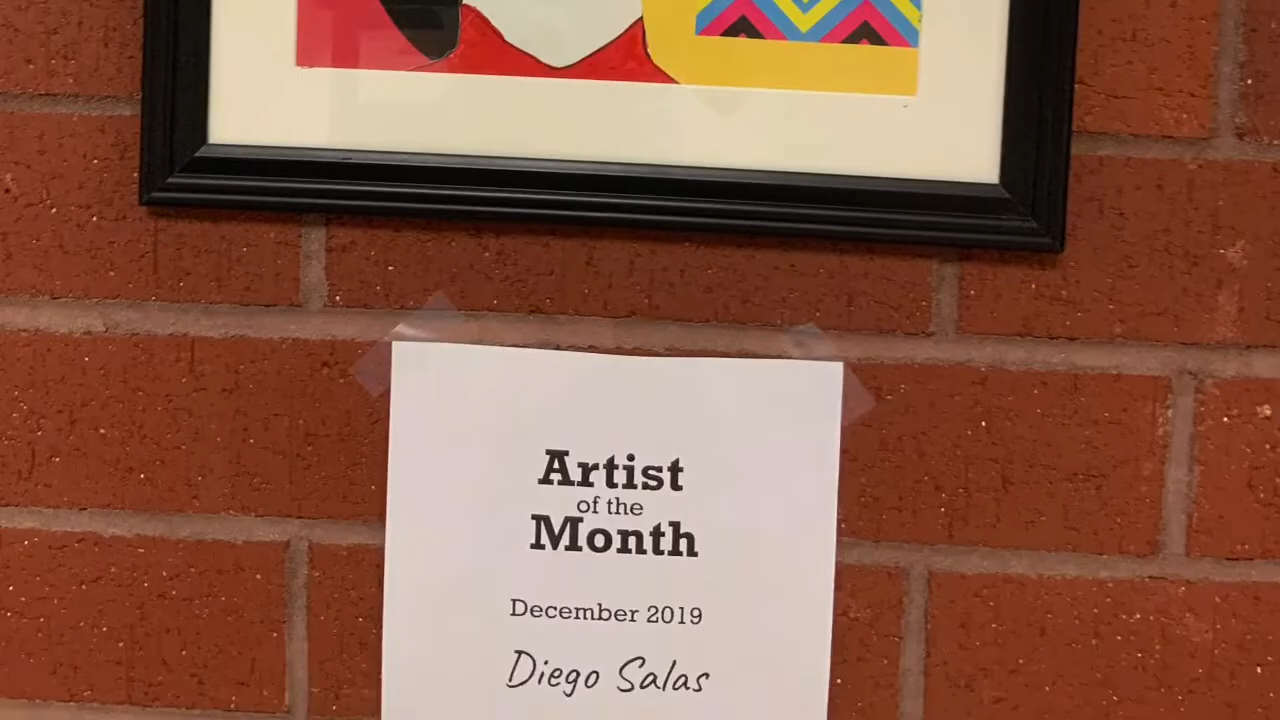 Artist
of the
Month
December 2019
Diego Salas